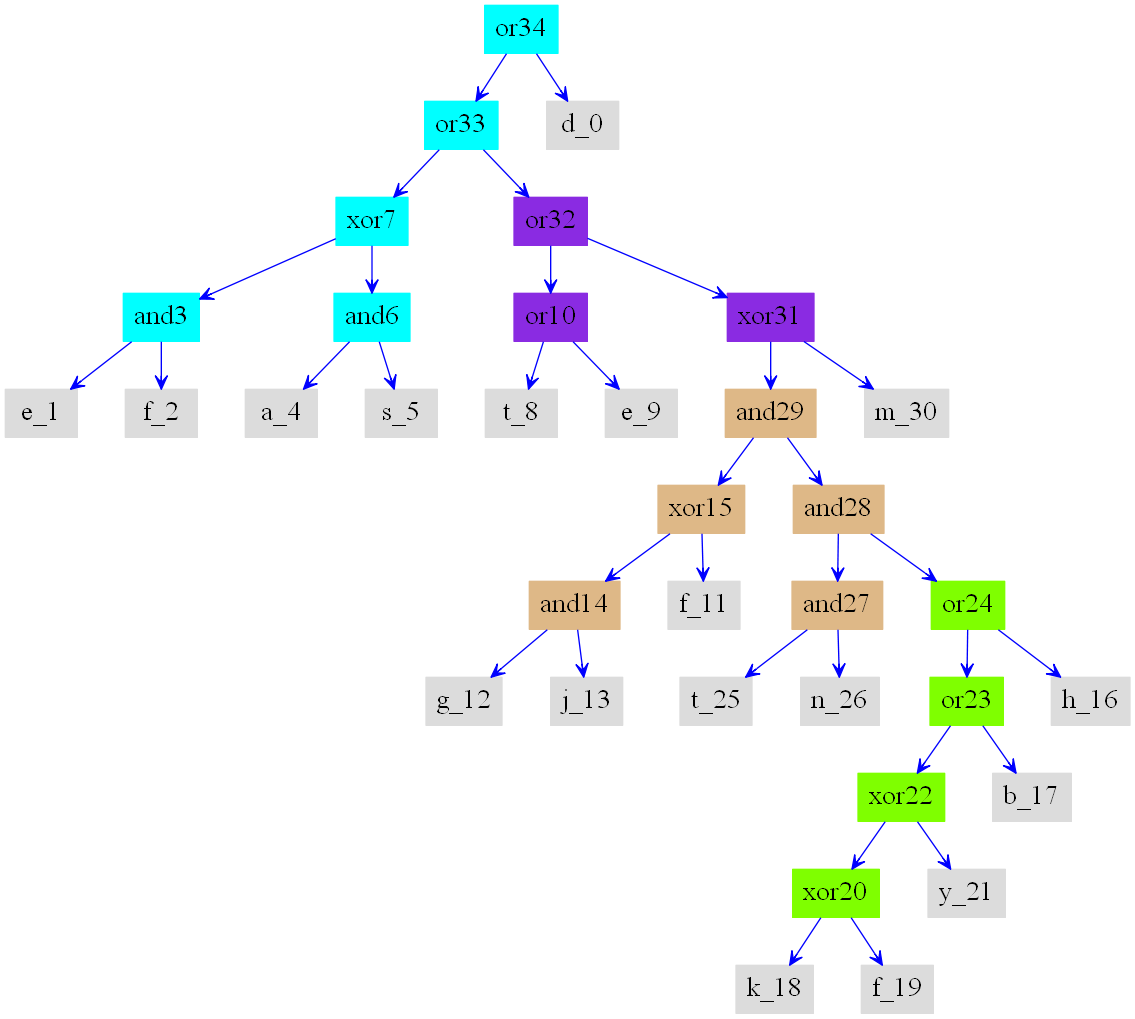 or34
or33
d_0
xor7
or32
and3
and6
or10
xor31
e_1
f_2
a_4
s_5
t_8
e_9
and29
m_30
xor15
and28
and14
f_11
and27
or24
g_12
j_13
t_25
n_26
or23
h_16
xor22
b_17
xor20
y_21
k_18
f_19